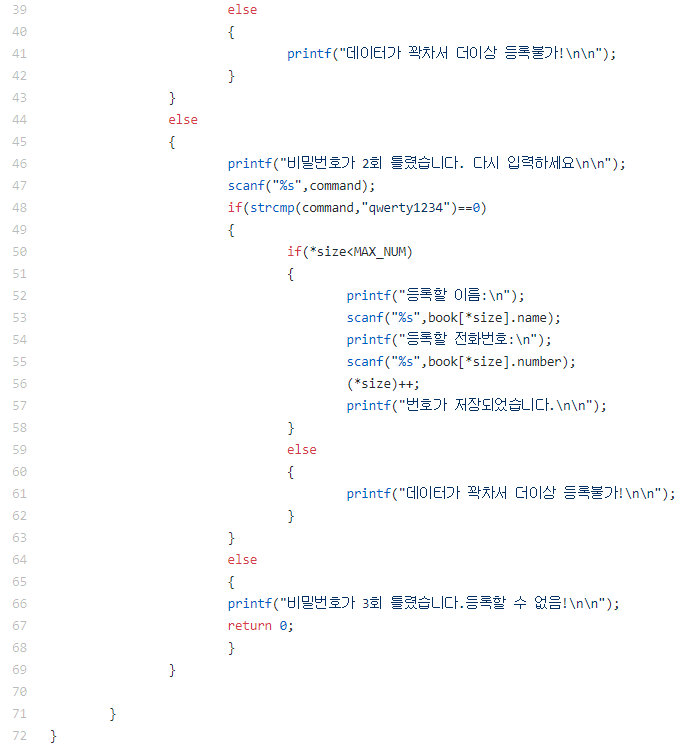 39 else
40 {
41 printf("데이터가 꽉차서 더이상 등록불가!\n\n");
42 }
43 }
44 else
45 {
46 printf("비밀번호가 2회 틀렸습니다. 다시 입력하세요\n\n");
47 scanf("%s",command);
48 if(strcmp(command,"qwerty1234")==0)
49 {
50 if(*size<MAX_NUM)
51 {
52 printf("등록할 이름:\n");
53 scanf("%s",book[*size].name);
54 printf("등록할 전화번호:\n");
55 scanf("%s",book[*size].number);
56 (*size)++;
57 printf("번호가 저장되었습니다.\n\n");
58 }
59 else
60 {
61 printf("데이터가 꽉차서 더이상 등록불가!\n\n");
62 }
63 }
64 else
65 {
66 printf("비밀번호가 3회 틀렸습니다.등록할 수 없음!\n\n");
67 return 0;
68 }
69 }
70
71 }
72 }